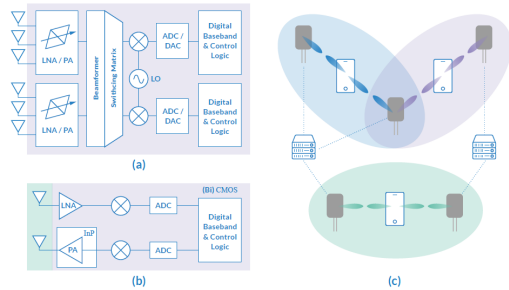 LNA / PA
Beamformer
Swithcing Matrix
LO
ADC /
DAC
Digital
Baseband
& Control
Logic
LNA / PA
ADC /
DAC
Digital
Baseband
& Control
Logic
(a)
(Bi) CMOS
LNA
ADC
Digital
Baseband
& Control
Logic
InP
PA
ADC
(b)
(c)